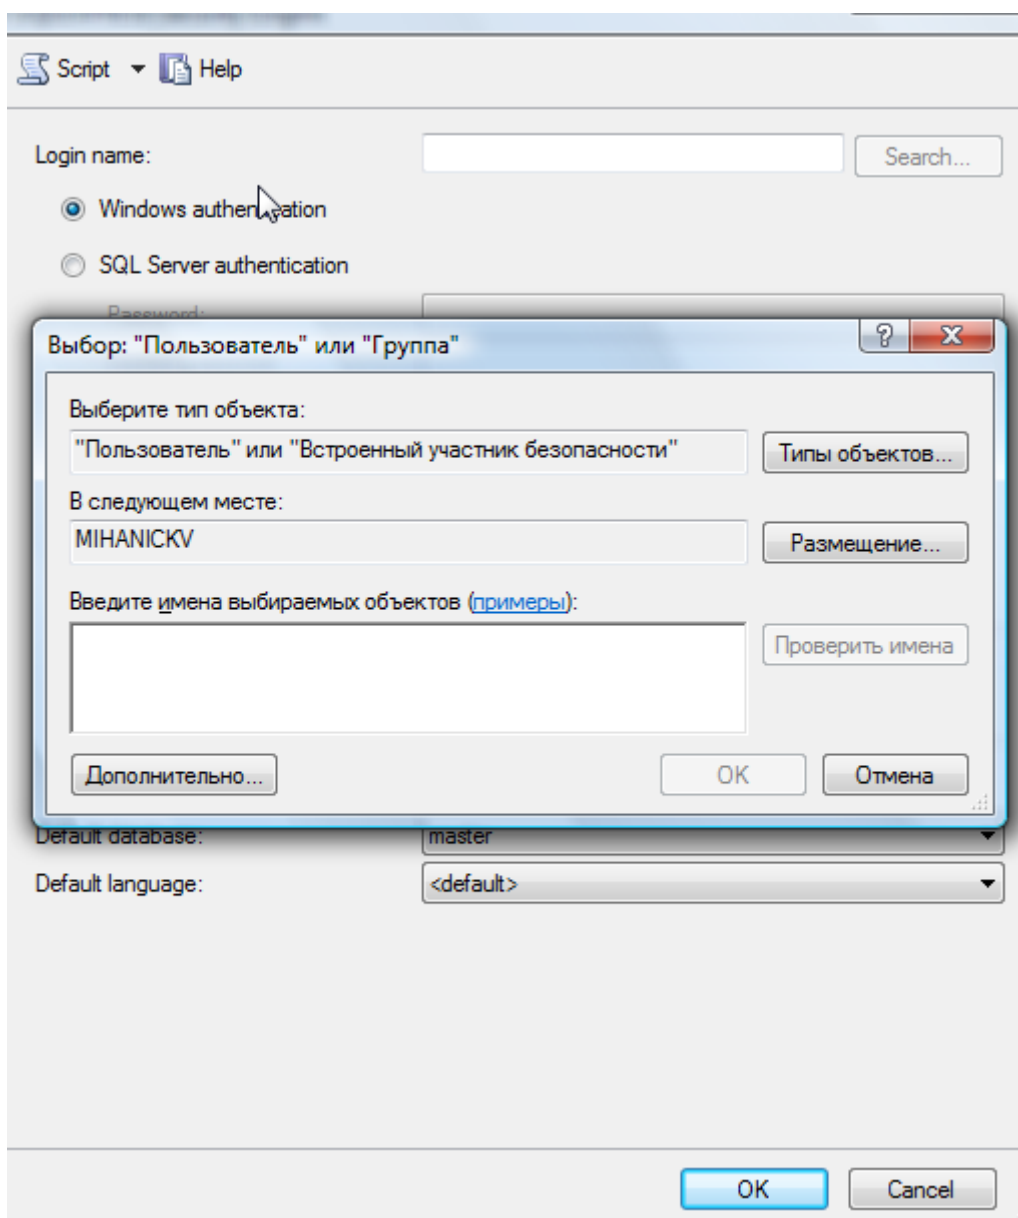 Script Help
Login name: Search...
Windows authentication
SQL Server authentication
Password:
Выбор: "Пользователь" или "Группа"
Выберите тип объекта:
"Пользователь" или "Встроенный участник безопасности" Типы объектов...
В следующем месте:
MIHANICKV Размещение...
Введите имена выбираемых объектов (примеры):
Проверить имена
Дополнительно... OK Отмена
Default database: master
Default language: <default>
OK Cancel